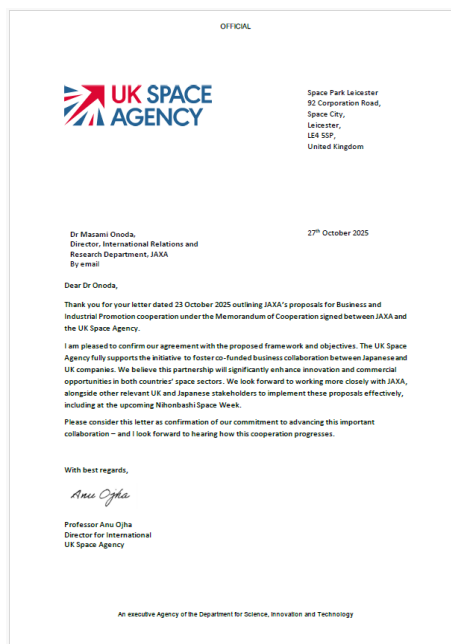 OFFICIAL
UK SPACE
AGENCY
Space Park Leicester
92 Corporation Road,
Space City,
Leicester,
LE4 5SP,
United Kingdom
Dr Masami Onoda,
Director, International Relations and
Research Department, JAXA
By email
27th October 2025
Dear Dr Onoda,
Thank you for your letter dated 23 October 2025 outlining JAXA's proposals for Business and
Industrial Promotion cooperation under the Memorandum of Cooperation signed between JAXA and
the UK Space Agency.
I am pleased to confirm our agreement with the proposed framework and objectives. The UK Space
Agency fully supports the initiative to foster co-funded business collaboration between Japanese and
UK companies. We believe this partnership will significantly enhance innovation and commercial
opportunities in both countries' space sectors. We look forward to working more closely with JAXA,
alongside other relevant UK and Japanese stakeholders to implement these proposals effectively,
including at the upcoming Nihonbashi Space Week.
Please consider this letter as confirmation of our commitment to advancing this important
collaboration – and I look forward to hearing how this cooperation progresses.
With best regards,
Anu Ojha
Professor Anu Ojha
Director for International
UK Space Agency
An executive Agency of the Department for Science, Innovation and Technology